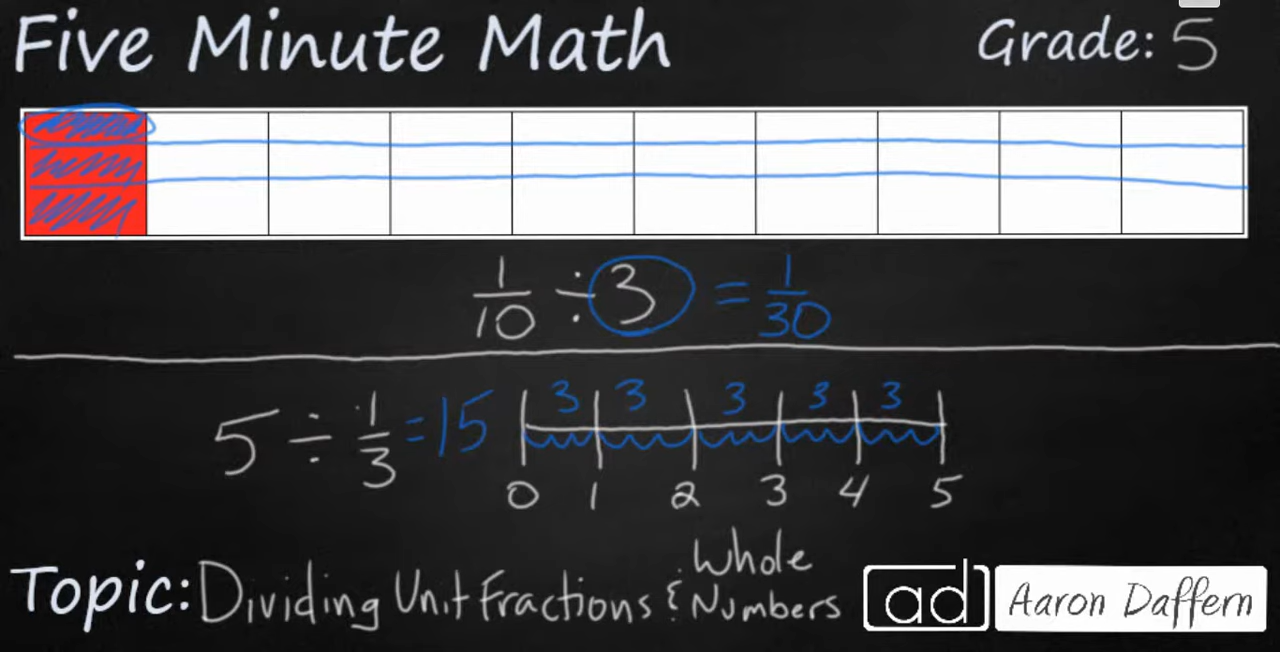 Five Minute Math
Grade: 5
1/10 ÷ 3 = 1/30
5 ÷ 1/3 = 15
3 3 3 3 3
0 1 2 3 4 5
Topic: Dividing Unit Fractions & Whole Numbers
ad Aaron Daffern